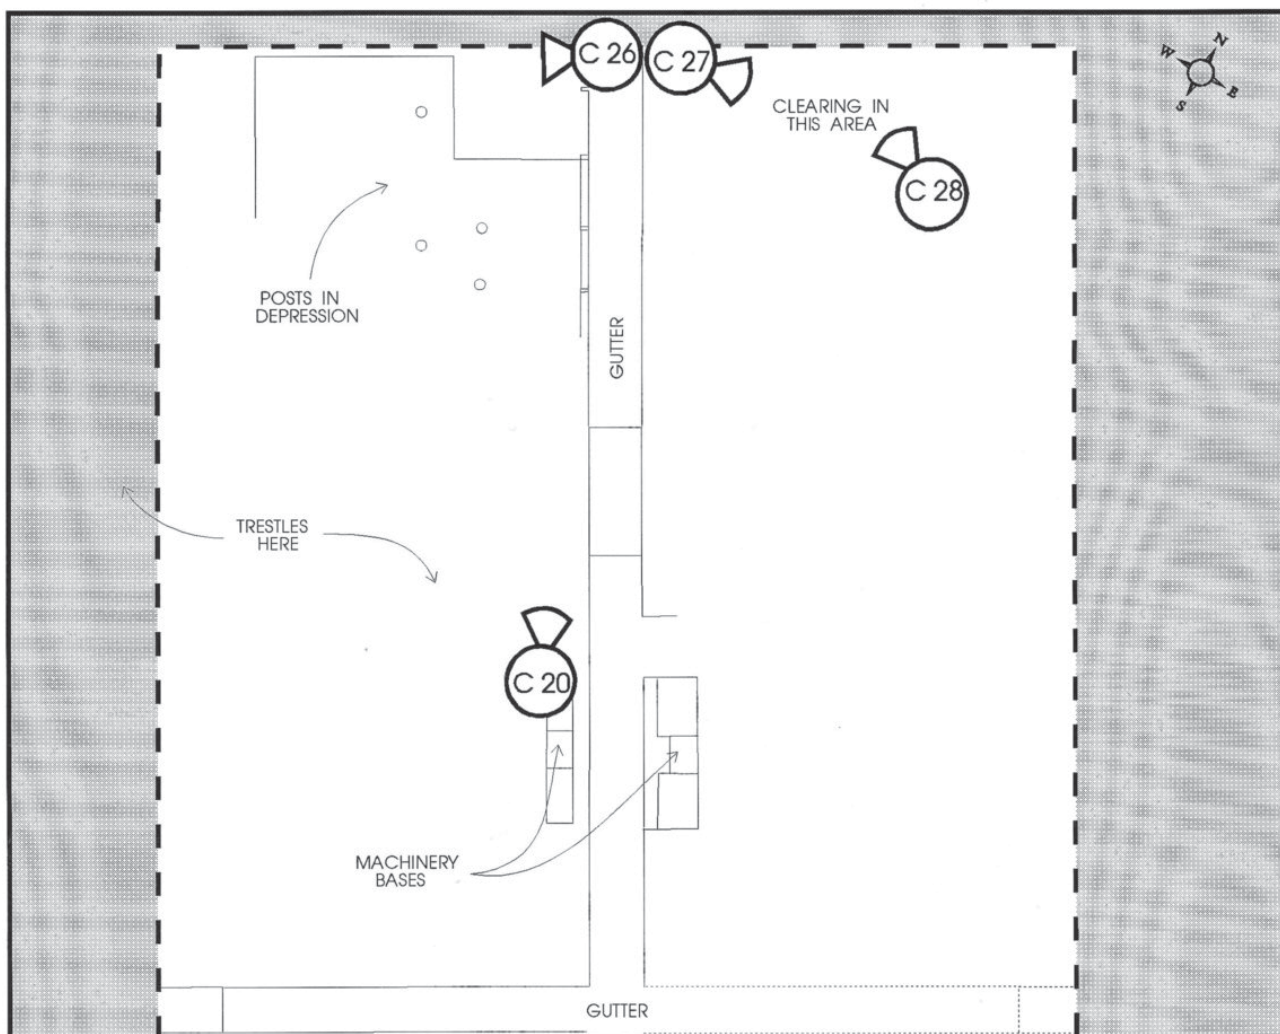 C 26
C 27
N
W
E
S
CLEARING IN
THIS AREA
C 28
POSTS IN
DEPRESSION
GUTTER
TRESTLES
HERE
C 20
MACHINERY
BASES
GUTTER